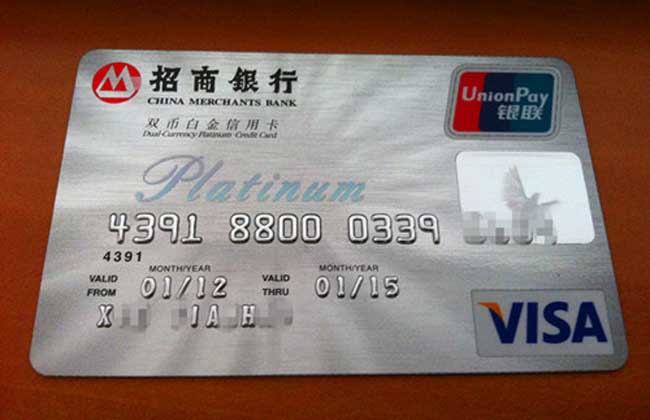 招商銀行
CHINA MERCHANTS BANK
UnionPay
银联
双币白金信用卡
Dual-Currency Platinum Credit Card
Platinum
4391 8800 0339
4391
MONTH/YEAR MONTH/YEAR
VALID FROM 01/12 VALID THRU 01/15
VISA